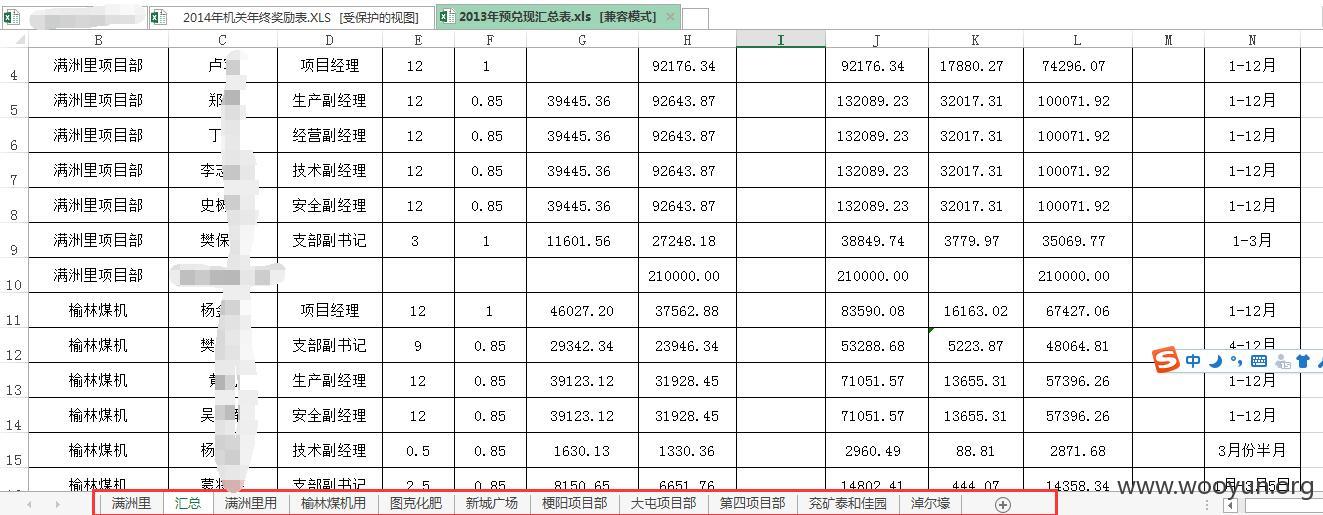 2014年机关年终奖励表.XLS [受保护的视图] 2013年预兑现汇总表.xls [兼容模式] ×
B C D E F G H I J K L M N
4 满洲里项目部 卢 项目经理 12 1 92176.34 92176.34 17880.27 74296.07 1-12月
5 满洲里项目部 郑 生产副经理 12 0.85 39445.36 92643.87 132089.23 32017.31 100071.92 1-12月
6 满洲里项目部 丁 经营副经理 12 0.85 39445.36 92643.87 132089.23 32017.31 100071.92 1-12月
7 满洲里项目部 李志 技术副经理 12 0.85 39445.36 92643.87 132089.23 32017.31 100071.92 1-12月
8 满洲里项目部 史树 安全副经理 12 0.85 39445.36 92643.87 132089.23 32017.31 100071.92 1-12月
9 满洲里项目部 樊保 支部副书记 3 1 11601.56 27248.18 38849.74 3779.97 35069.77 1-3月
10 满洲里项目部 210000.00 210000.00 210000.00
11 榆林煤机 杨金 项目经理 12 1 46027.20 37562.88 83590.08 16163.02 67427.06 1-12月
12 榆林煤机 樊 支部副书记 9 0.85 29342.34 23946.34 53288.68 5223.87 48064.81 4-12月
中
13 榆林煤机 黄 生产副经理 12 0.85 39123.12 31928.45 71051.57 13655.31 57396.26 1-12月
14 榆林煤机 吴 安全副经理 12 0.85 39123.12 31928.45 71051.57 13655.31 57396.26 1-12月
15 榆林煤机 杨 技术副经理 0.5 0.85 1630.13 1330.36 2960.49 88.81 2871.68 3月份半月
榆林煤机 蒙 支部副书记 2.5 0.85 8150.65 6651.76 14802.41 444.07 14358.34
www.wooyun.org
满洲里 汇总 满洲里用 榆林煤机用 图克化肥 新城广场 梗阳项目部 大屯项目部 第四项目部 兖矿泰和佳园 淖尔壕